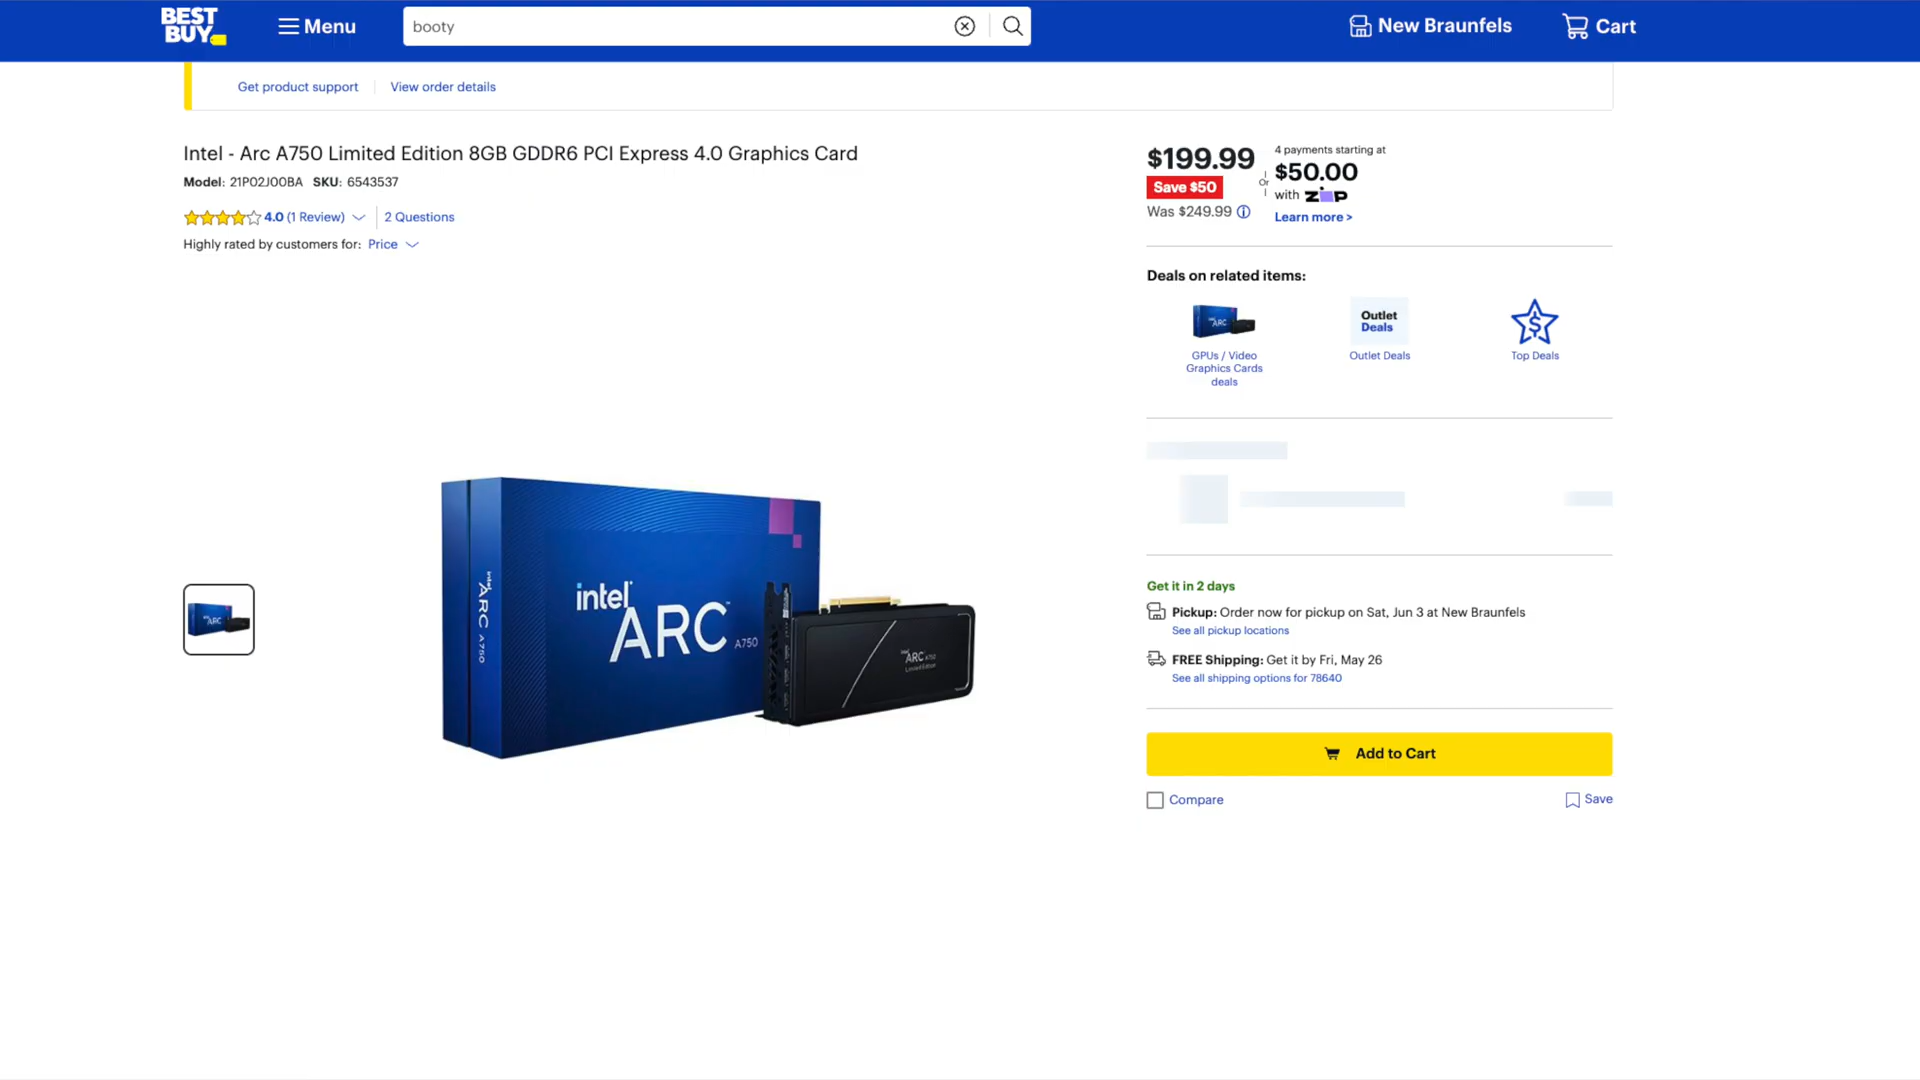 BEST
BUY
Menu
booty
New Braunfels
Cart
Get product support
View order details
Intel - Arc A750 Limited Edition 8GB GDDR6 PCI Express 4.0 Graphics Card
Model: 21P02J00BA SKU: 6543537
4.0 (1 Review)
2 Questions
Highly rated by customers for: Price
intel
ARC A750
intel
ARC™ A750
intel
ARC A750
Limited Edition
$199.99
Save $50
Was $249.99
Or
4 payments starting at
$50.00
with ZIP
Learn more >
Deals on related items:
GPUs / Video
Graphics Cards
deals
Outlet
Deals
Outlet Deals
Top Deals
Get it in 2 days
Pickup: Order now for pickup on Sat, Jun 3 at New Braunfels
See all pickup locations
FREE Shipping: Get it by Fri, May 26
See all shipping options for 78640
Add to Cart
Compare
Save